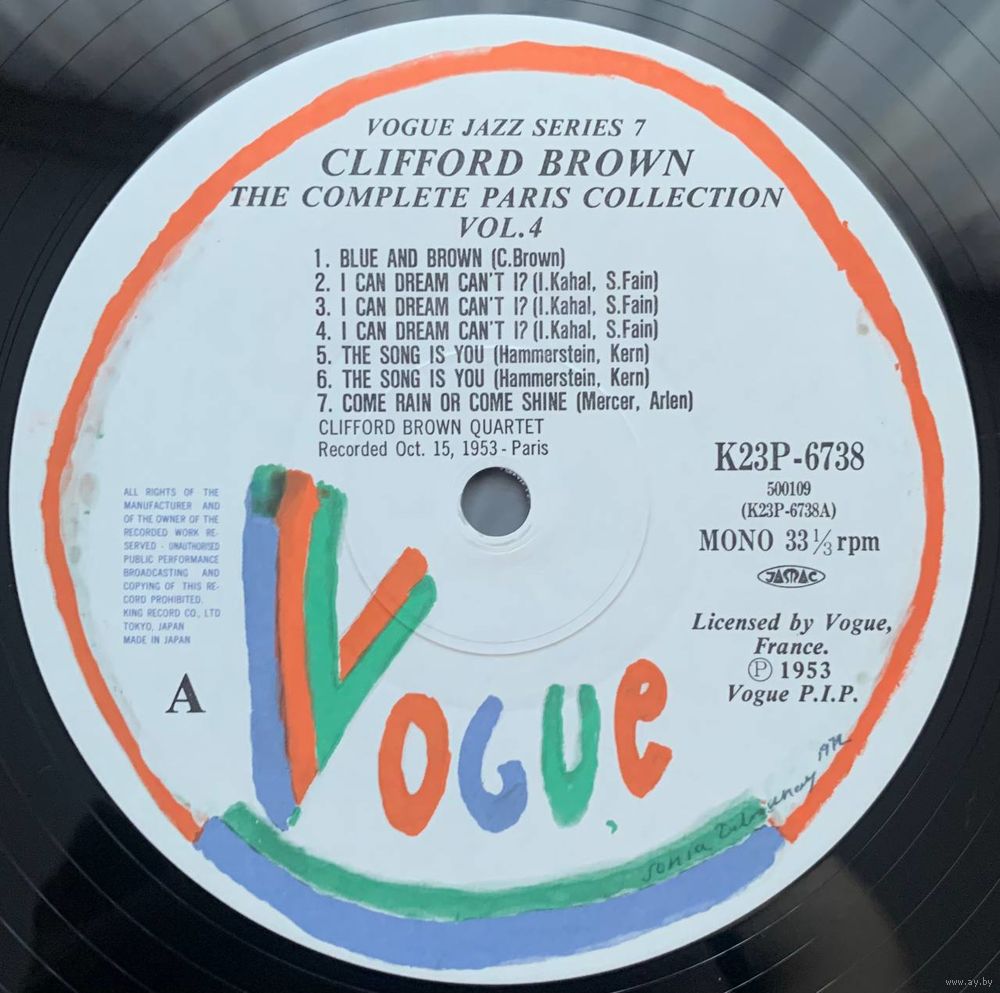 VOGUE JAZZ SERIES 7
CLIFFORD BROWN
THE COMPLETE PARIS COLLECTION
VOL.4
1. BLUE AND BROWN (C.Brown)
2. I CAN DREAM CAN'T I? (I.Kahal, S.Fain)
3. I CAN DREAM CAN'T I? (I.Kahal, S.Fain)
4. I CAN DREAM CAN'T I? (I.Kahal, S.Fain)
5. THE SONG IS YOU (Hammerstein, Kern)
6. THE SONG IS YOU (Hammerstein, Kern)
7. COME RAIN OR COME SHINE (Mercer, Arlen)
CLIFFORD BROWN QUARTET
Recorded Oct. 15, 1953 - Paris
K23P-6738
500109
(K23P-6738A)
MONO 33 1/3 rpm
JASRAC
Licensed by Vogue,
France.
Ⓟ 1953
Vogue P.I.P.
ALL RIGHTS OF THE
MANUFACTURER AND
OF THE OWNER OF THE
RECORDED WORK RE-
SERVED - UNAUTHORISED
PUBLIC PERFORMANCE
BROADCASTING AND
COPYING OF THIS RE-
CORD PROHIBITED.
KING RECORD CO., LTD
TOKYO, JAPAN
MADE IN JAPAN
A
VOGUE
sonia Delaunay 1972
www.ay.by